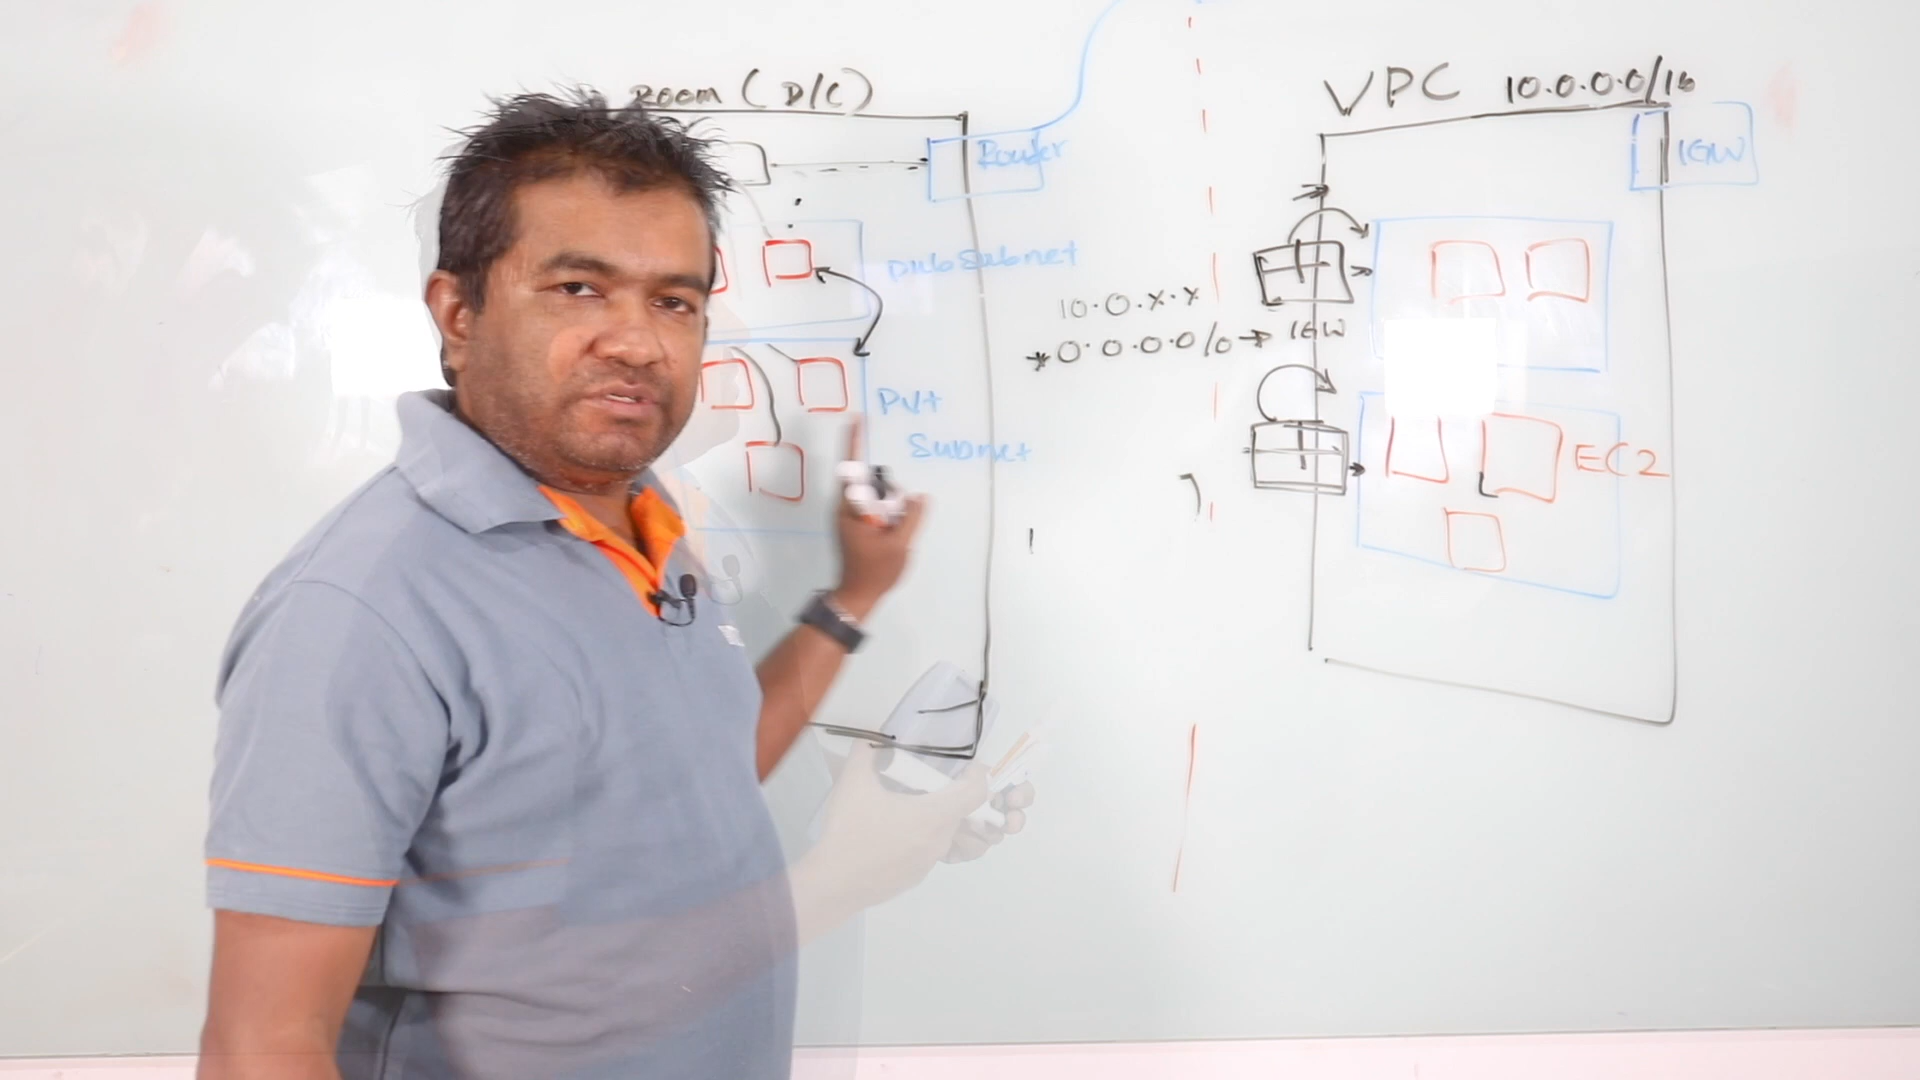 ROOM (D/C)
Router
Pub Subnet
Pvt
Subnet
10.0.x.x
*0.0.0.0/0→ IGW
VPC 10.0.0.0/16
IGW
EC2